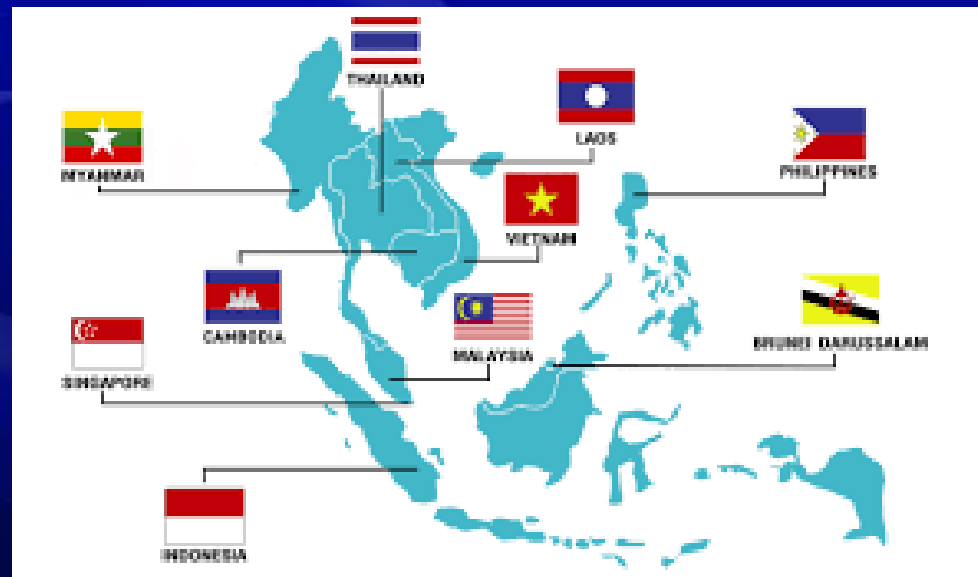 THAILAND
LAOS
MYANMAR
PHILIPPINES
VIETNAM
CAMBODIA
MALAYSIA
BRUNEI DARUSSALAM
SINGAPORE
INDONESIA